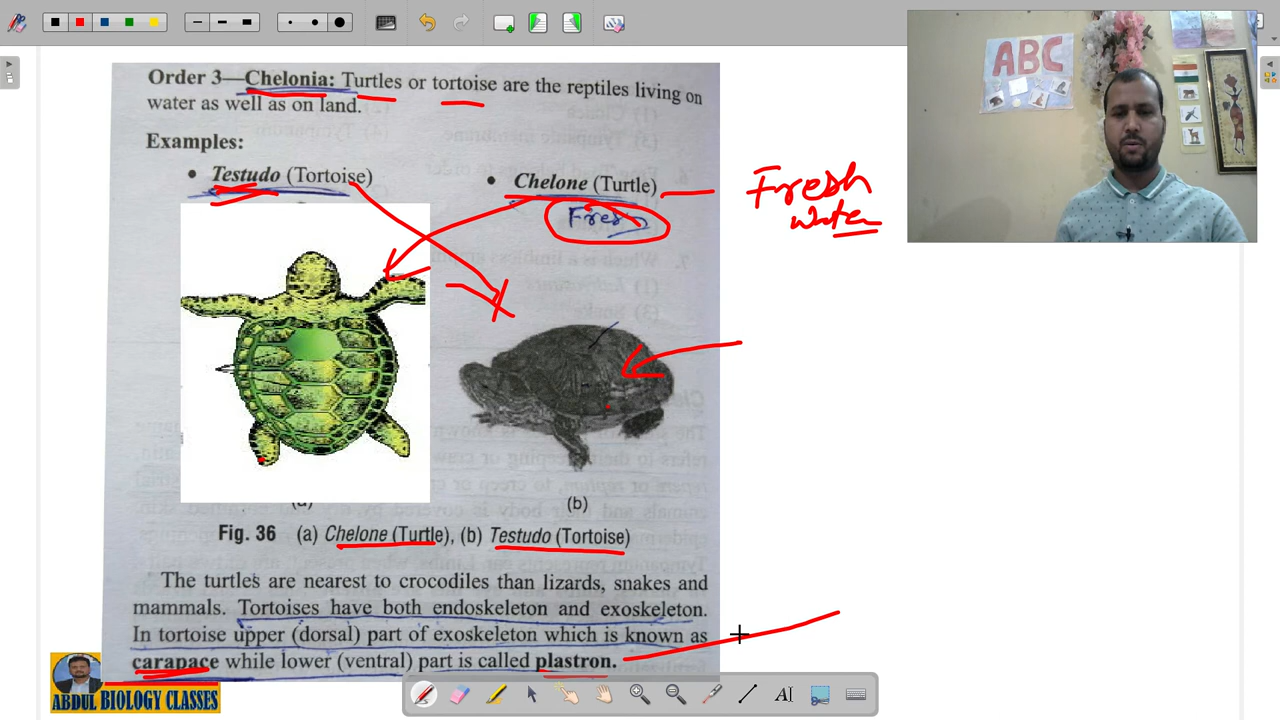 Order 3—Chelonia: Turtles or tortoise are the reptiles living on
water as well as on land.
Examples:
• Testudo (Tortoise)
• Chelone (Turtle)
Fresh
Fresh
water
ABC
(b)
Fig. 36 (a) Chelone (Turtle), (b) Testudo (Tortoise)
The turtles are nearest to crocodiles than lizards, snakes and
mammals. Tortoises have both endoskeleton and exoskeleton.
In tortoise upper (dorsal) part of exoskeleton which is known as
carapace while lower (ventral) part is called plastron.
ABDUL BIOLOGY CLASSES
AI